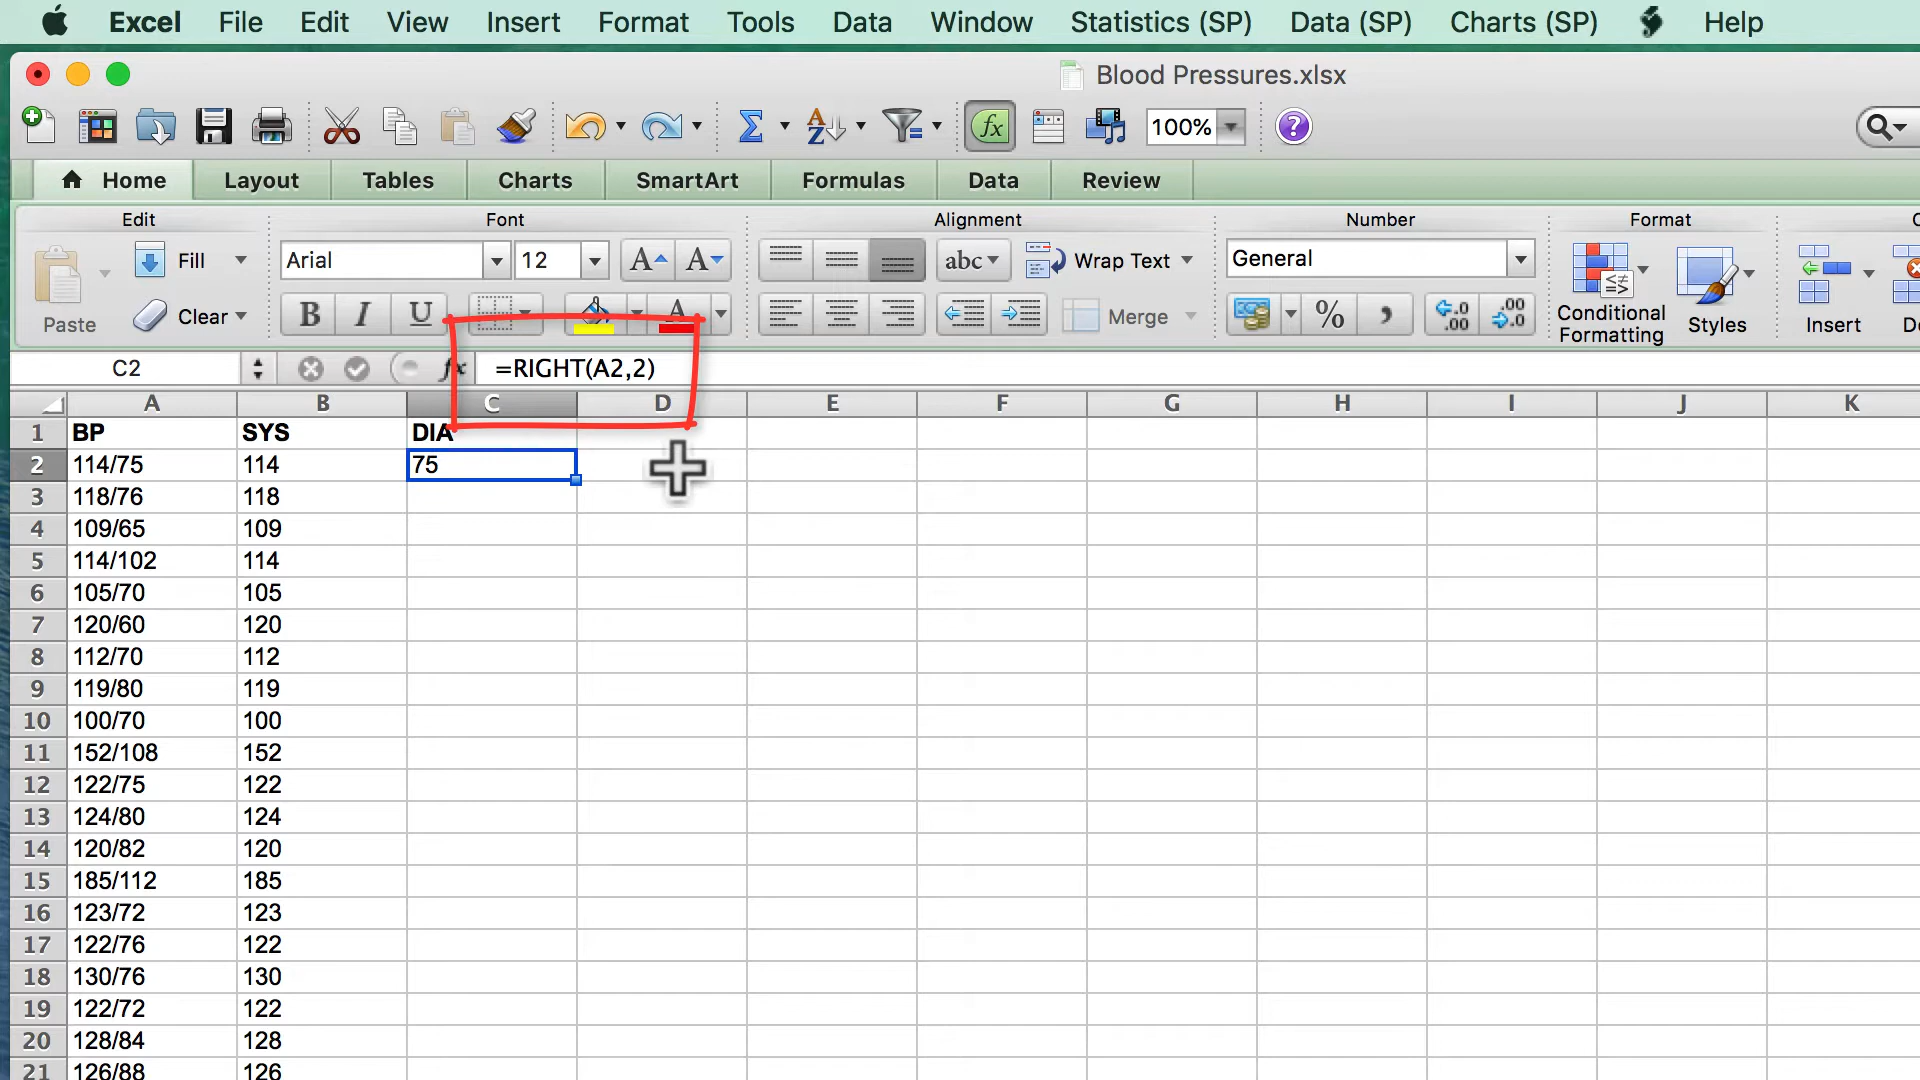 Excel File Edit View Insert Format Tools Data Window Statistics (SP) Data (SP) Charts (SP) Help
Blood Pressures.xlsx
100%
Home Layout Tables Charts SmartArt Formulas Data Review
Edit Font Alignment Number Format
Paste Fill Clear
Arial 12
abc Wrap Text
General
B I U
Merge
%
Conditional Formatting
Styles
Insert
C2 fx =RIGHT(A2,2)
A B C D E F G H I J K
1 BP SYS DIA
2 114/75 114 75
3 118/76 118
4 109/65 109
5 114/102 114
6 105/70 105
7 120/60 120
8 112/70 112
9 119/80 119
10 100/70 100
11 152/108 152
12 122/75 122
13 124/80 124
14 120/82 120
15 185/112 185
16 123/72 123
17 122/76 122
18 130/76 130
19 122/72 122
20 128/84 128
21 126/88 126